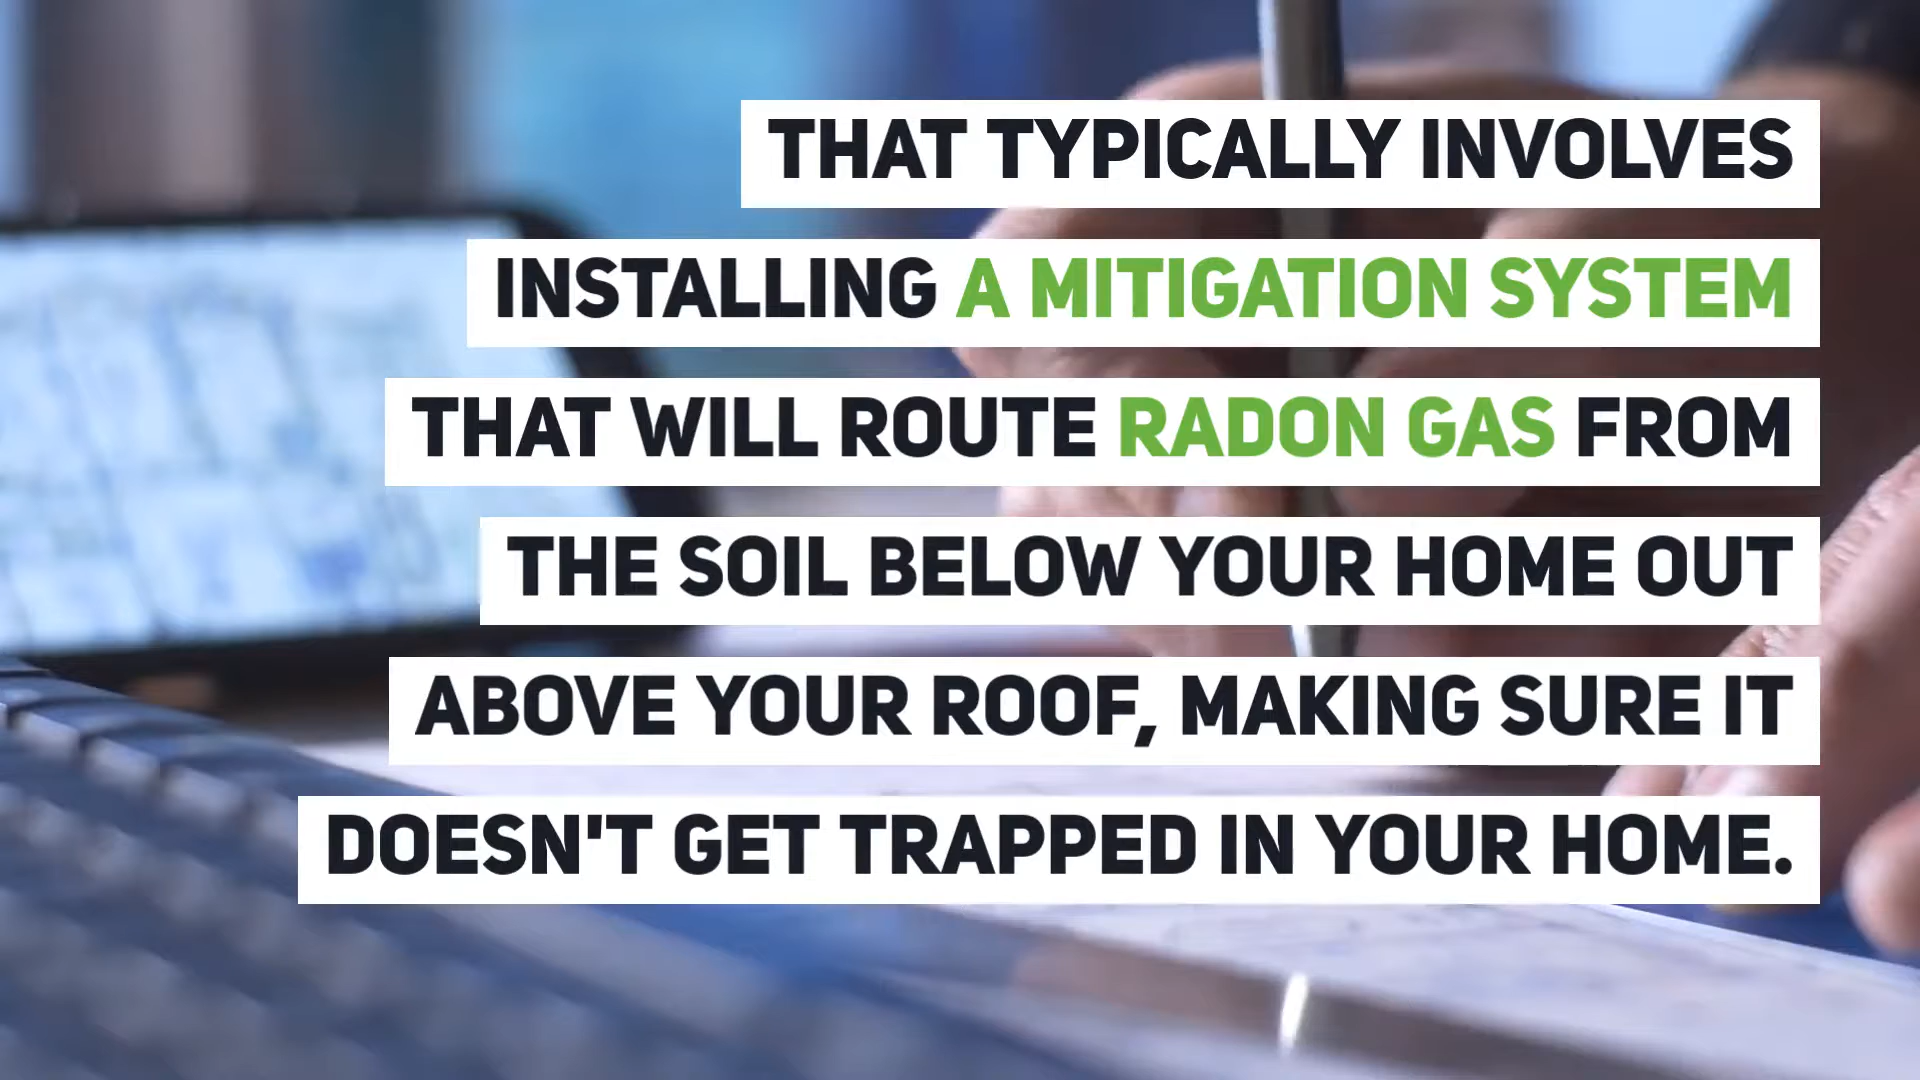 THAT TYPICALLY INVOLVES
INSTALLING A MITIGATION SYSTEM
THAT WILL ROUTE RADON GAS FROM
THE SOIL BELOW YOUR HOME OUT
ABOVE YOUR ROOF, MAKING SURE IT
DOESN'T GET TRAPPED IN YOUR HOME.